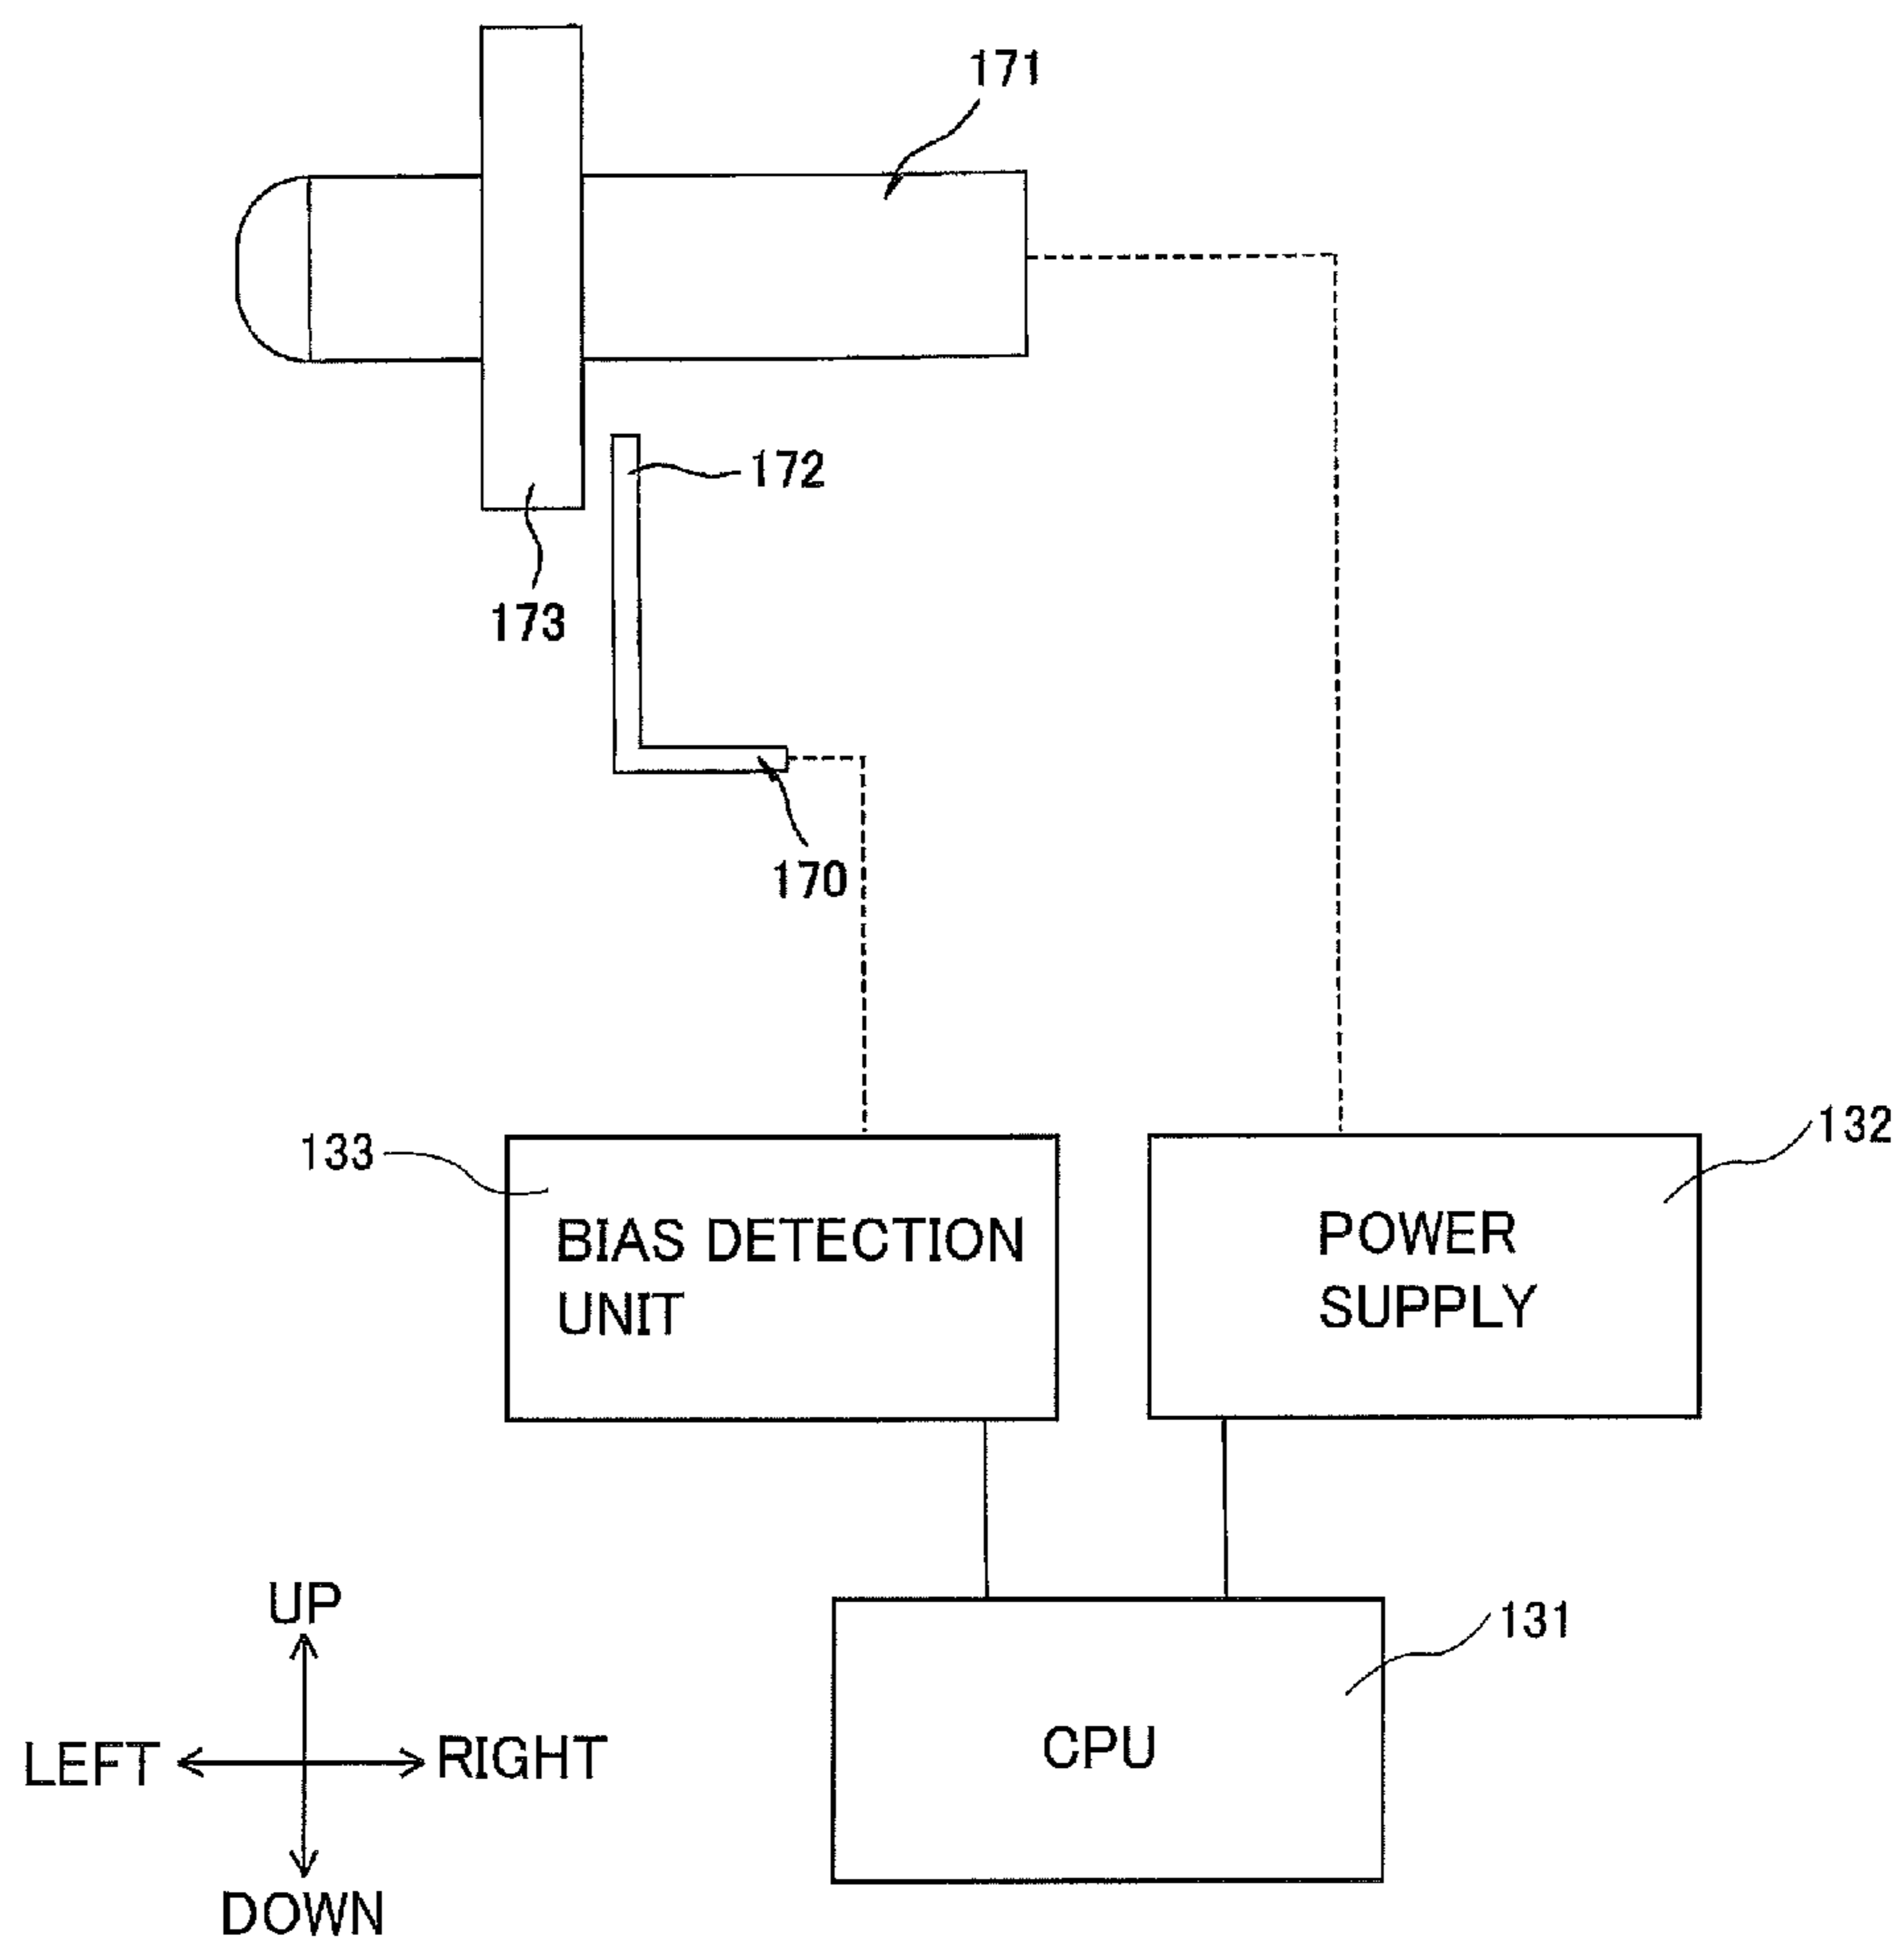 171
172
173
170
133
132
BIAS DETECTION
UNIT
POWER
SUPPLY
131
CPU
UP
LEFT
RIGHT
DOWN